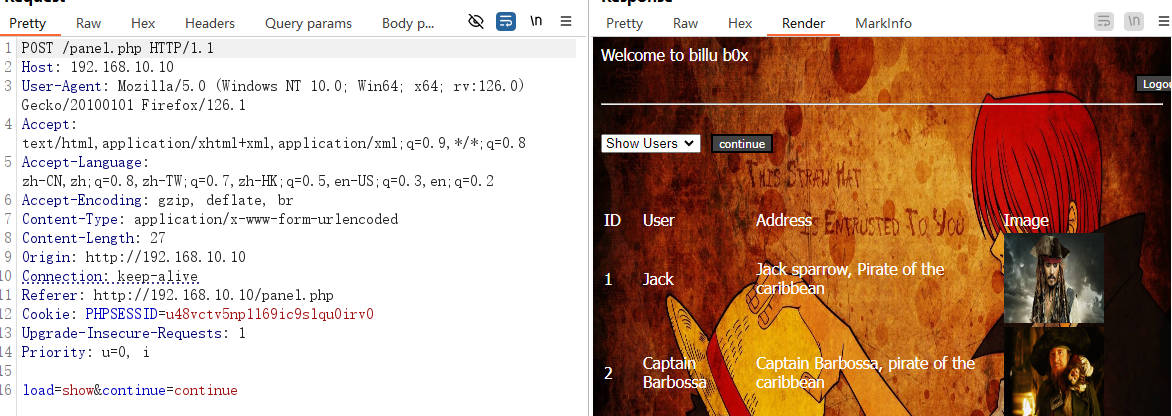 Request
Pretty Raw Hex Headers Query params Body p... \n
1 POST /panel.php HTTP/1.1
2 Host: 192.168.10.10
3 User-Agent: Mozilla/5.0 (Windows NT 10.0; Win64; x64; rv:126.0)
Gecko/20100101 Firefox/126.1
4 Accept:
text/html,application/xhtml+xml,application/xml;q=0.9,*/*;q=0.8
5 Accept-Language:
zh-CN,zh;q=0.8,zh-TW;q=0.7,zh-HK;q=0.5,en-US;q=0.3,en;q=0.2
6 Accept-Encoding: gzip, deflate, br
7 Content-Type: application/x-www-form-urlencoded
8 Content-Length: 27
9 Origin: http://192.168.10.10
10 Connection: keep-alive
11 Referer: http://192.168.10.10/panel.php
12 Cookie: PHPSESSID=u48vctv5np1169ic9slqu0irv0
13 Upgrade-Insecure-Requests: 1
14 Priority: u=0, i
15
16 load=show&continue=continue
Response
Pretty Raw Hex Render MarkInfo \n
Welcome to billu b0x
Logou
Show Users continue
THIS STRAW HAT
IS ENTRUSTED TO YOU
ID User Address Image
1 Jack Jack sparrow, Pirate of the
caribbean
2 Captain Captain Barbossa, pirate of the
Barbossa caribbean